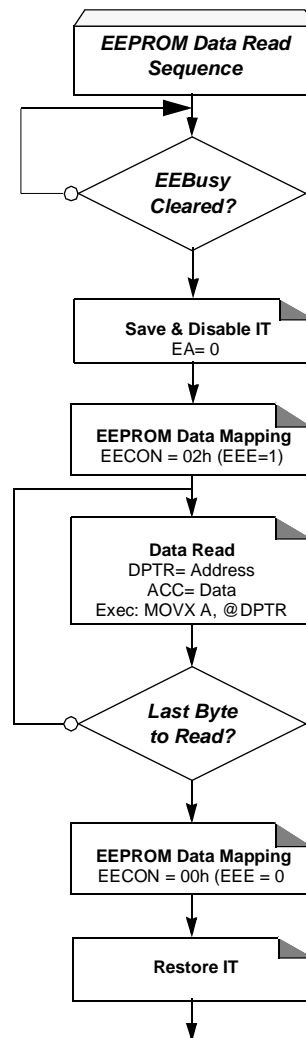 EEPROM Data Read
Sequence
EEBusy
Cleared?
Save & Disable IT
EA= 0
EEPROM Data Mapping
EECON = 02h (EEE=1)
Data Read
DPTR= Address
ACC= Data
Exec: MOVX A, @DPTR
Last Byte
to Read?
EEPROM Data Mapping
EECON = 00h (EEE = 0
Restore IT